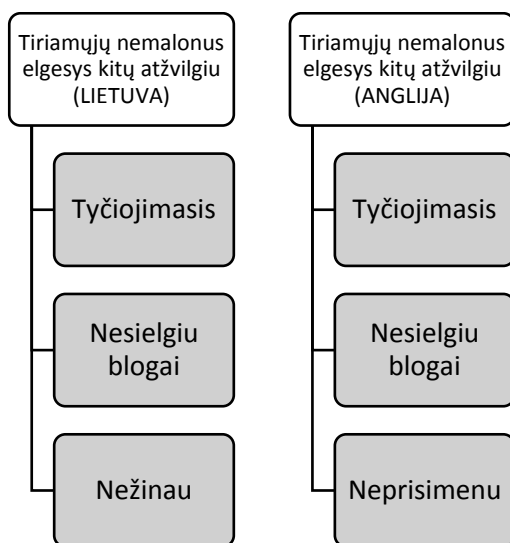 Tiriamųjų nemalonus
elgesys kitų atžvilgiu
(LIETUVA)
Tyčiojimasis
Nesielgiu
blogai
Nežinau
Tiriamųjų nemalonus
elgesys kitų atžvilgiu
(ANGLIJA)
Tyčiojimasis
Nesielgiu
blogai
Neprisimenu